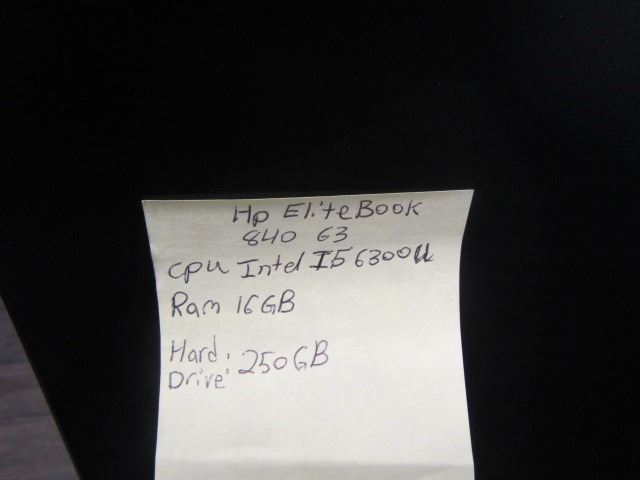 Hp EliteBook
840 G3
CPU Intel I5 6300U
Ram 16GB
Hard
Drive: 250GB